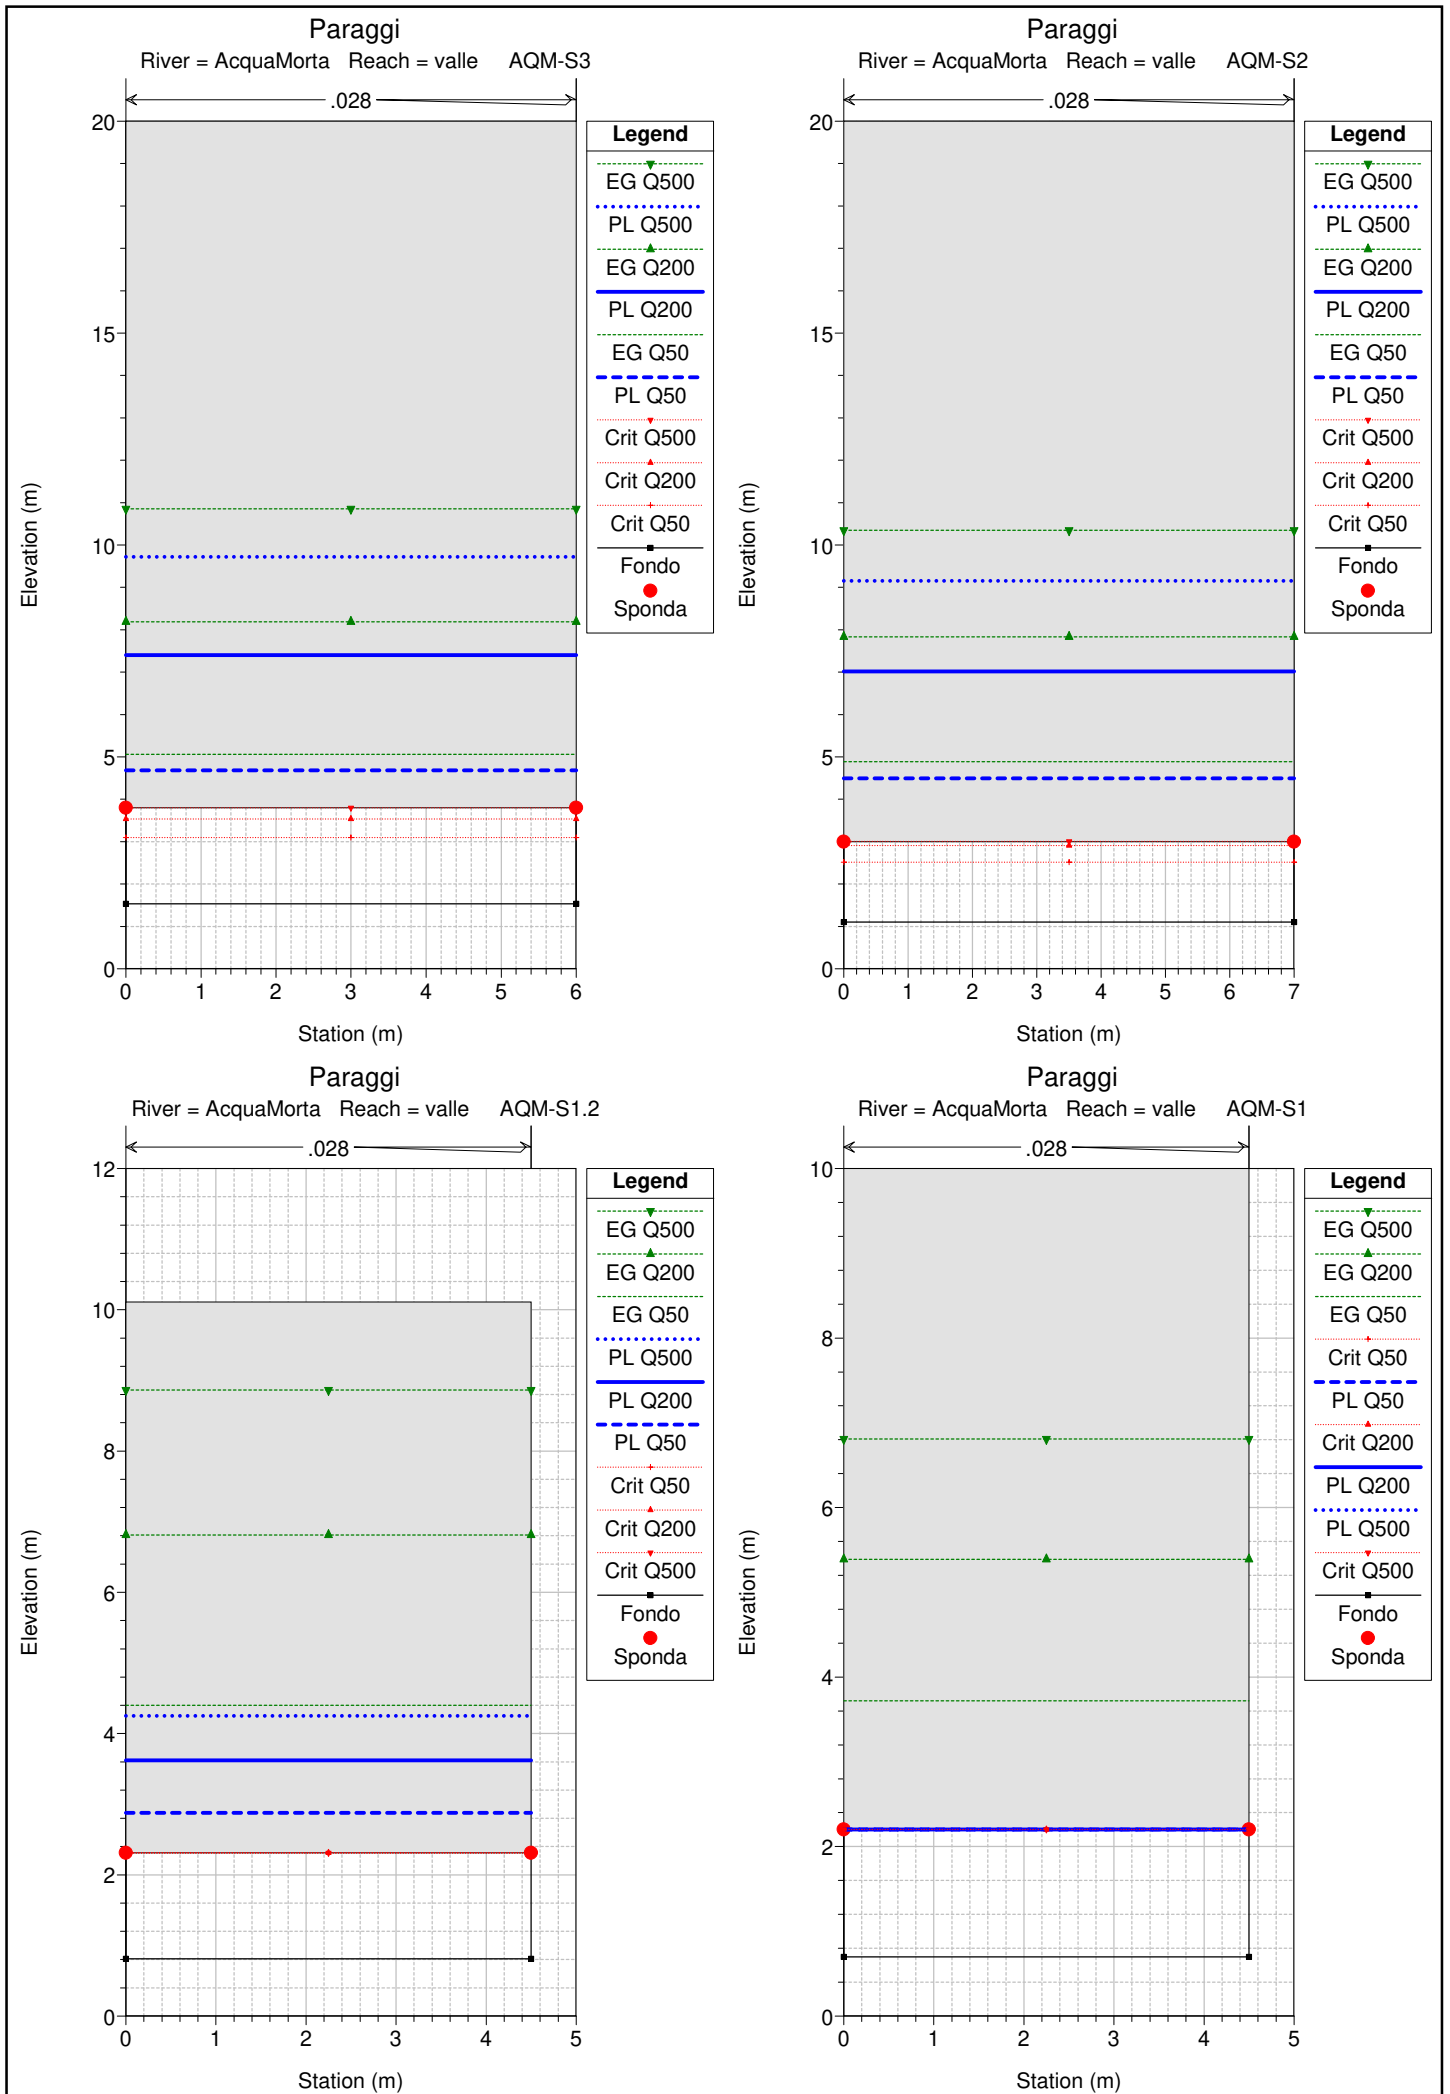 Paraggi
River = AcquaMorta Reach = valle AQM-S3
.028
Legend
EG Q500
PL Q500
EG Q200
PL Q200
EG Q50
PL Q50
Crit Q500
Crit Q200
Crit Q50
Fondo
Sponda
20
15
10
5
0
Elevation (m)
0 1 2 3 4 5 6
Station (m)
Paraggi
River = AcquaMorta Reach = valle AQM-S2
.028
Legend
EG Q500
PL Q500
EG Q200
PL Q200
EG Q50
PL Q50
Crit Q500
Crit Q200
Crit Q50
Fondo
Sponda
20
15
10
5
0
Elevation (m)
0 1 2 3 4 5 6 7
Station (m)
Paraggi
River = AcquaMorta Reach = valle AQM-S1.2
.028
Legend
EG Q500
EG Q200
EG Q50
PL Q500
PL Q200
PL Q50
Crit Q50
Crit Q200
Crit Q500
Fondo
Sponda
12
10
8
6
4
2
0
Elevation (m)
0 1 2 3 4 5
Station (m)
Paraggi
River = AcquaMorta Reach = valle AQM-S1
.028
Legend
EG Q500
EG Q200
EG Q50
Crit Q50
PL Q50
Crit Q200
PL Q200
PL Q500
Crit Q500
Fondo
Sponda
10
8
6
4
2
0
Elevation (m)
0 1 2 3 4 5
Station (m)